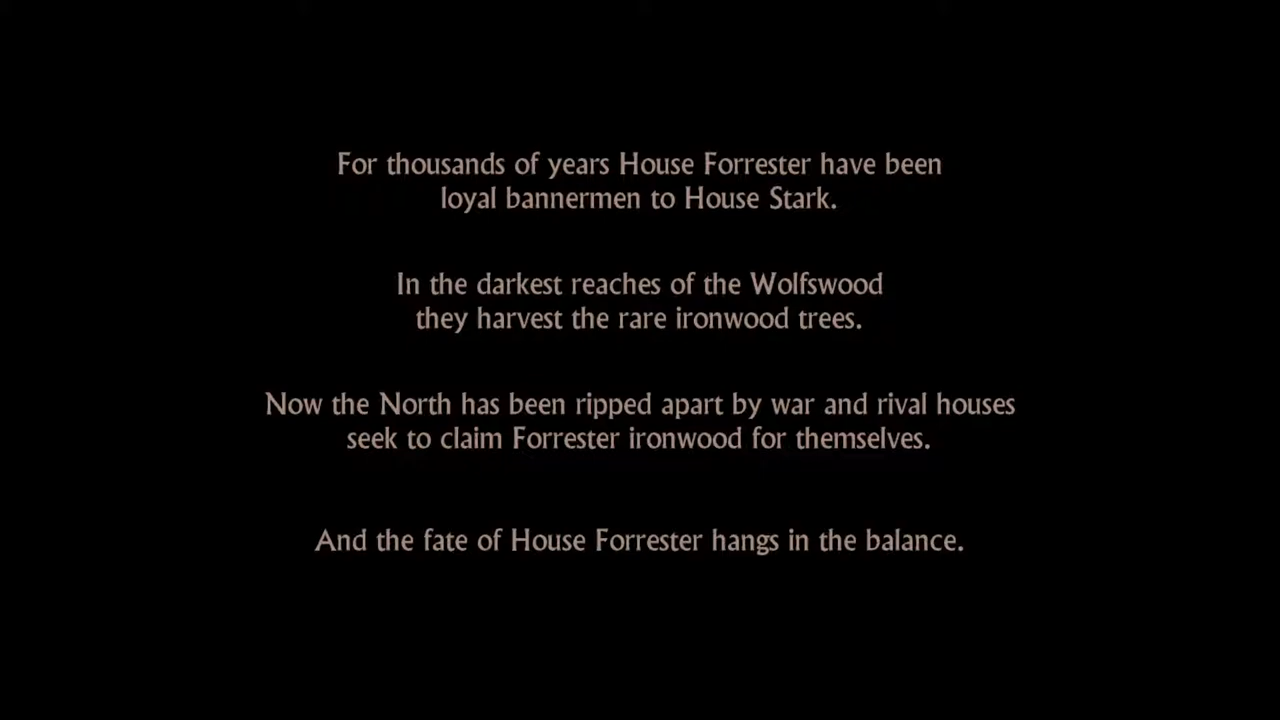 For thousands of years House Forrester have been
loyal bannermen to House Stark.
In the darkest reaches of the Wolfswood
they harvest the rare ironwood trees.
Now the North has been ripped apart by war and rival houses
seek to claim Forrester ironwood for themselves.
And the fate of House Forrester hangs in the balance.